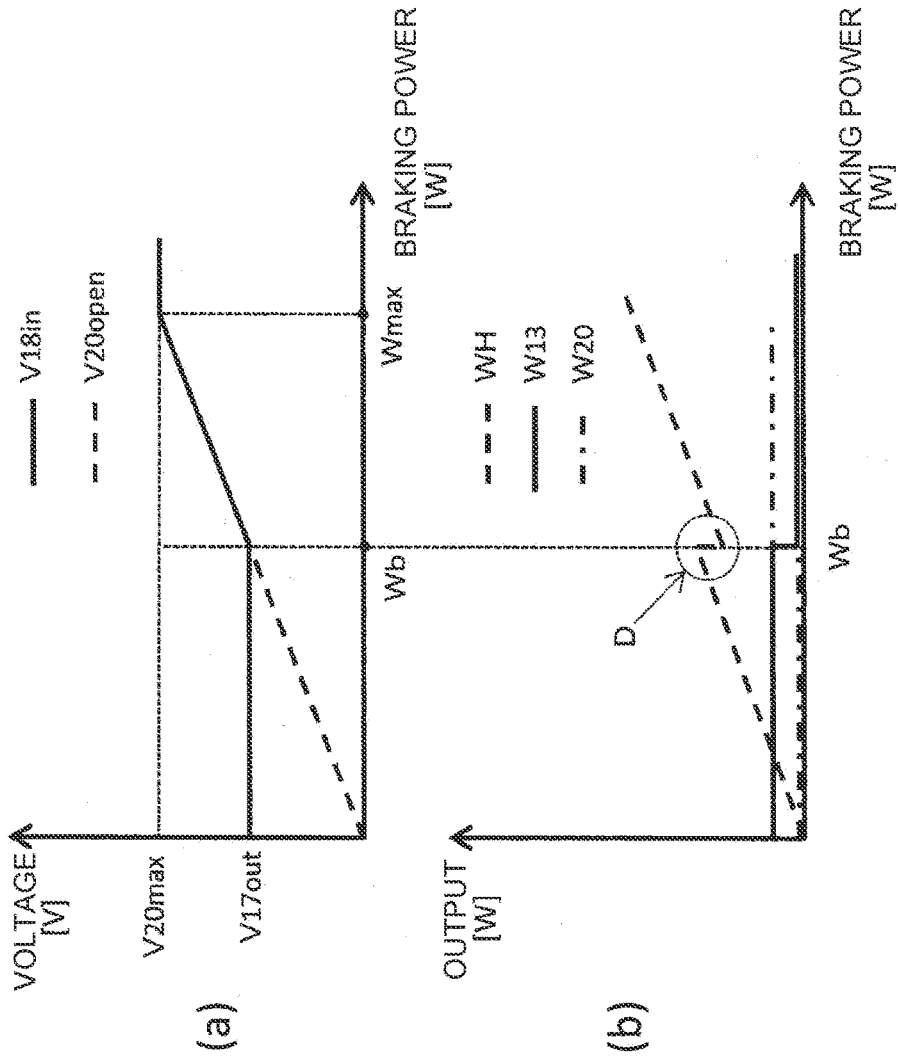 (a)
VOLTAGE
[V]
V20max
V17out
V18in
V20open
Wb
Wmax
BRAKING POWER
[W]
(b)
OUTPUT
[W]
WH
W13
W20
D
Wb
BRAKING POWER
[W]